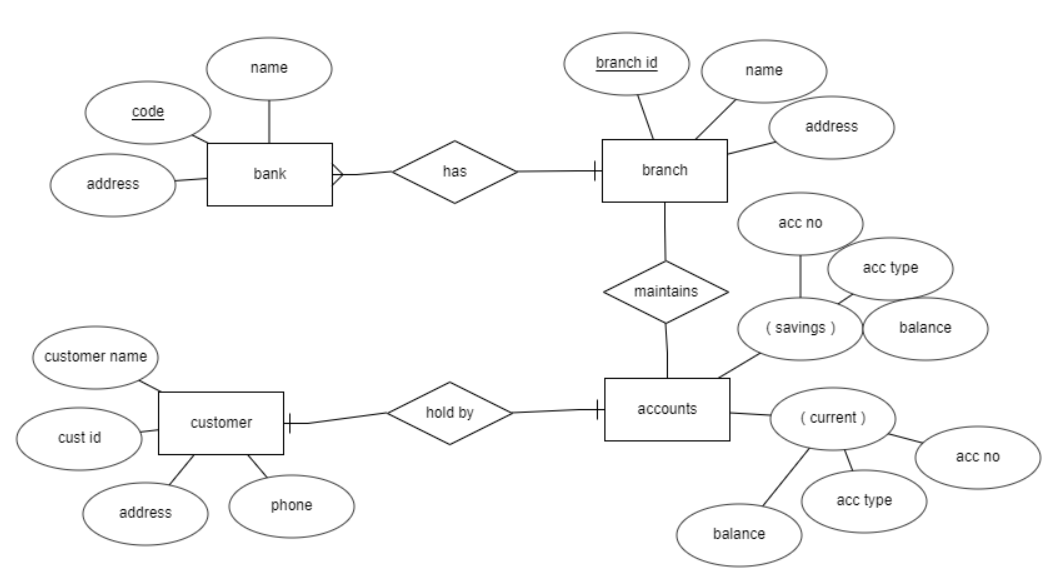 name
code
address
bank
has
branch id
name
address
branch
maintains
acc no
acc type
( savings )
balance
customer name
cust id
customer
address
phone
hold by
accounts
( current )
acc no
acc type
balance